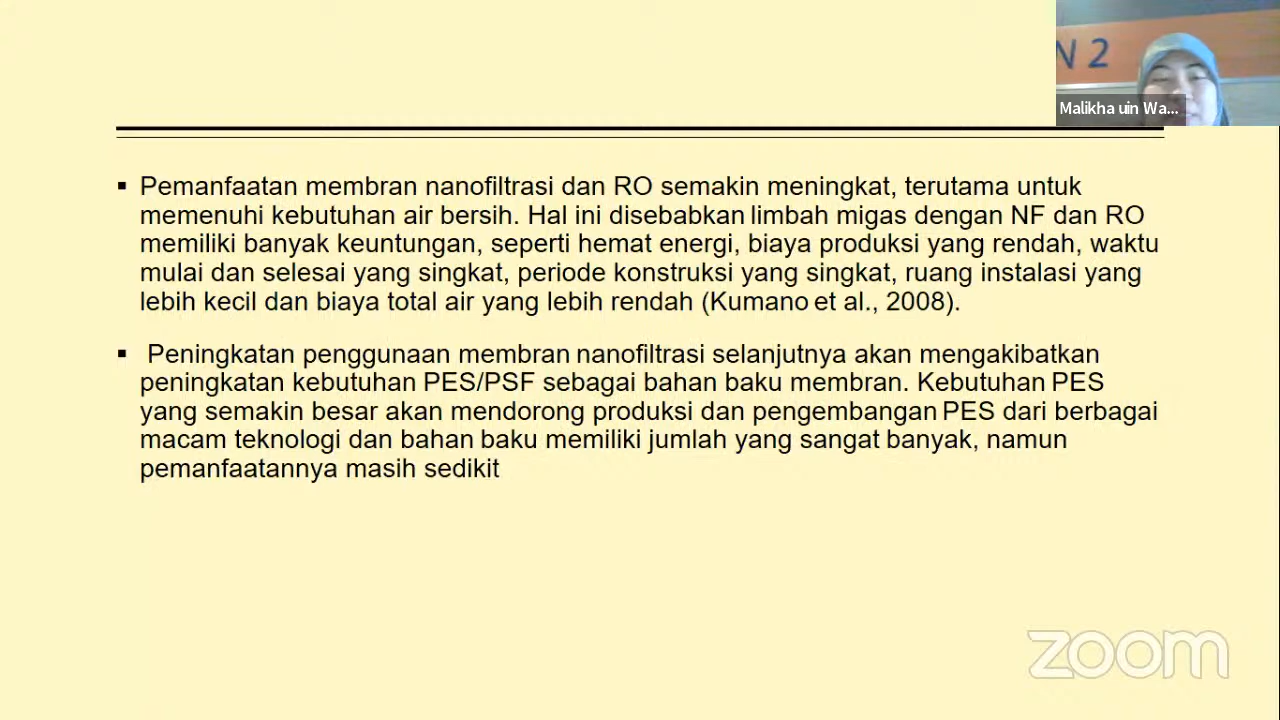 N 2
Malikha uin Wa...
▪ Pemanfaatan membran nanofiltrasi dan RO semakin meningkat, terutama untuk
memenuhi kebutuhan air bersih. Hal ini disebabkan limbah migas dengan NF dan RO
memiliki banyak keuntungan, seperti hemat energi, biaya produksi yang rendah, waktu
mulai dan selesai yang singkat, periode konstruksi yang singkat, ruang instalasi yang
lebih kecil dan biaya total air yang lebih rendah (Kumano et al., 2008).
▪ Peningkatan penggunaan membran nanofiltrasi selanjutnya akan mengakibatkan
peningkatan kebutuhan PES/PSF sebagai bahan baku membran. Kebutuhan PES
yang semakin besar akan mendorong produksi dan pengembangan PES dari berbagai
macam teknologi dan bahan baku memiliki jumlah yang sangat banyak, namun
pemanfaatannya masih sedikit
zoom